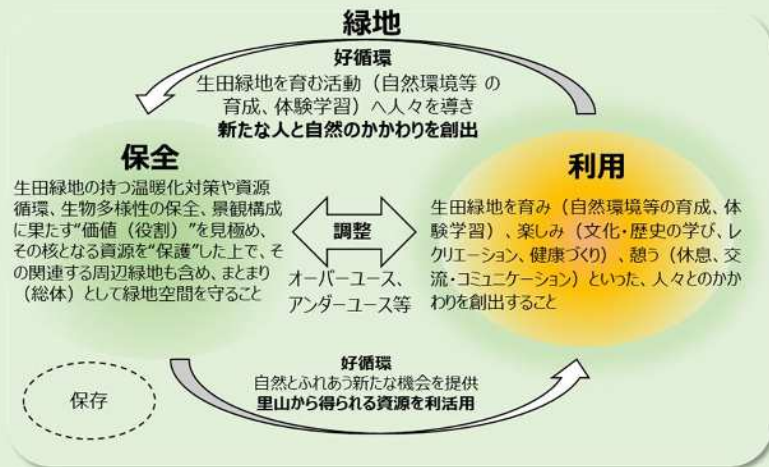 緑地
好循環
生田緑地を育む活動（自然環境等 の
育成、体験学習）へ人々を導き
新たな人と自然のかかわりを創出
保全
生田緑地の持つ温暖化対策や資源
循環、生物多様性の保全、景観構成
に果たす“価値（役割）”を見極め、
その核となる資源を“保護”した上で、そ
の関連する周辺緑地も含め、まとまり
（総体）として緑地空間を守ること
調整
オーバーユース、
アンダーユース等
利用
生田緑地を育み（自然環境等の育成、体
験学習）、楽しみ（文化・歴史の学び、レ
クリエーション、健康づくり）、憩う（休息、交
流・コミュニケーション）といった、人々とのかか
わりを創出すること
保存
好循環
自然とふれあう新たな機会を提供
里山から得られる資源を利活用